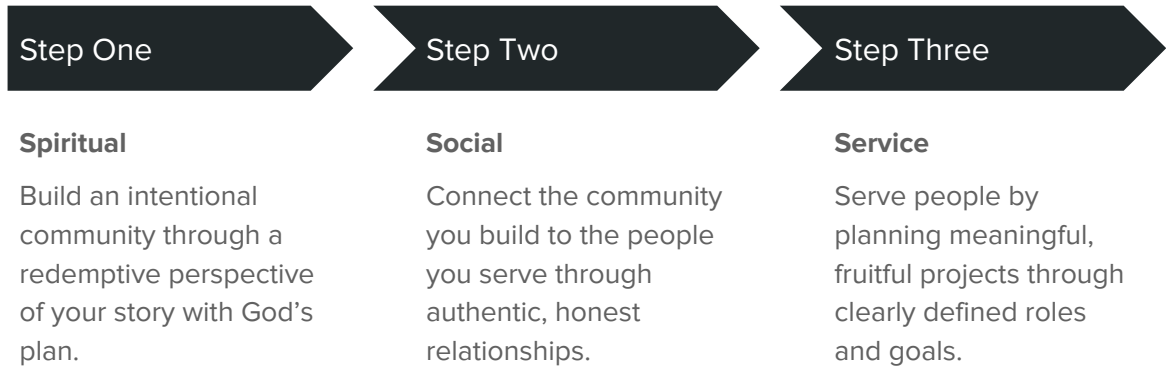 Step One
Spiritual
Build an intentional
community through a
redemptive perspective
of your story with God's
plan.
Step Two
Social
Connect the community
you build to the people
you serve through
authentic, honest
relationships.
Step Three
Service
Serve people by
planning meaningful,
fruitful projects through
clearly defined roles
and goals.